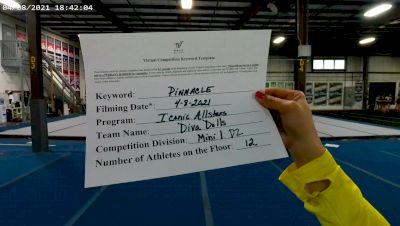 04/08/2021 18:42:04
Virtual Competition Keyword Template
Keyword: PINNACLE
Filming Date*: 4-8-2021
Program: Iconic Allstars
Team Name: Diva Dolls
Competition Division: Mini 1 D2
Number of Athletes on the Floor: 12